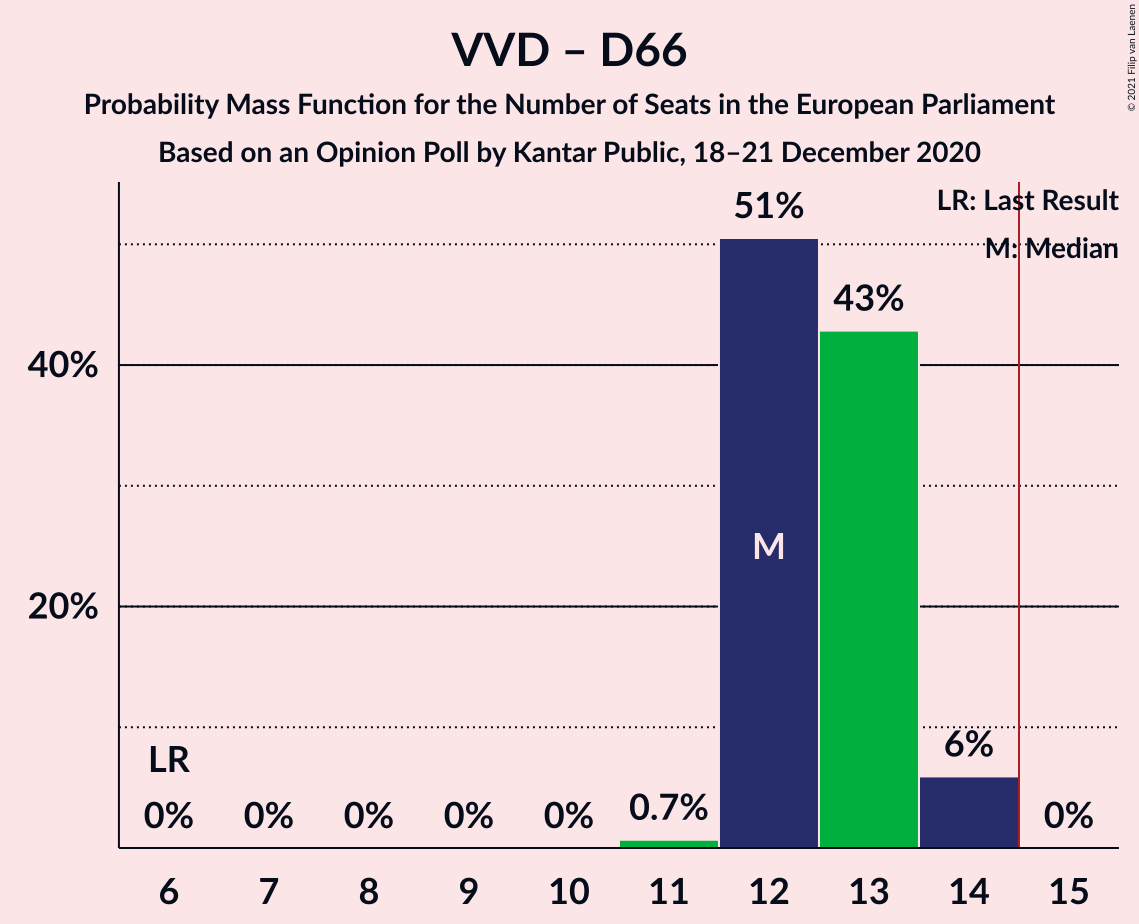 VVD – D66
Probability Mass Function for the Number of Seats in the European Parliament
Based on an Opinion Poll by Kantar Public, 18–21 December 2020
© 2021 Filip van Laenen
LR: Last Result
M: Median
51%
43%
40%
M
20%
6%
LR
0% 0% 0% 0% 0% 0.7% 0%
6 7 8 9 10 11 12 13 14 15